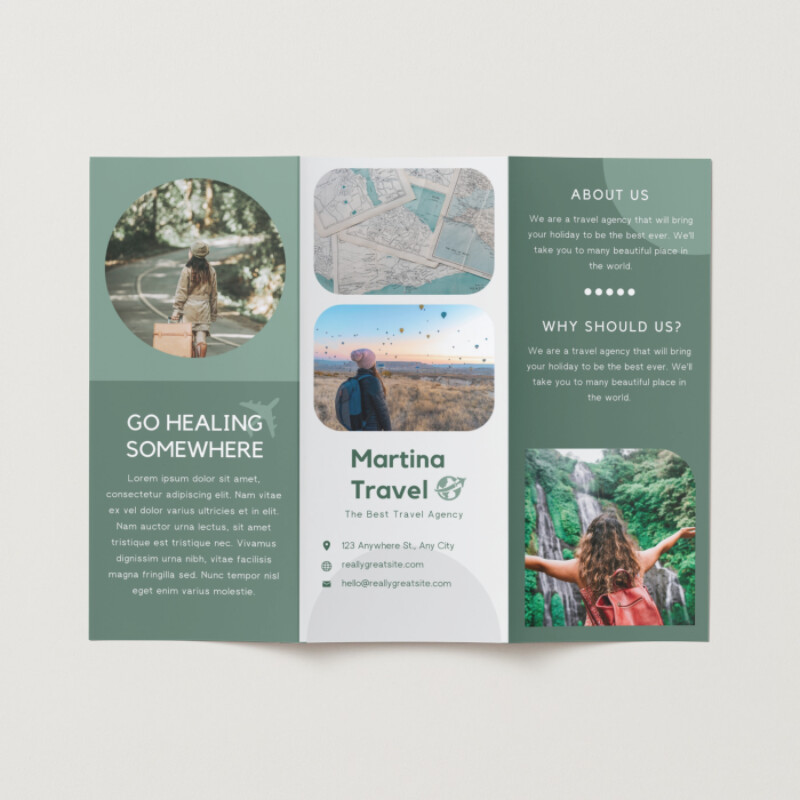 GO HEALING
SOMEWHERE
Lorem ipsum dolor sit amet,
consectetur adipiscing elit. Nam vitae
ex vel dolor varius ultricies et in elit.
Nam auctor urna lectus, sit amet
tristique est tristique nec. Vivamus
dignissim urna nibh, vitae facilisis
magna fringilla sed. Nunc tempor nisl
eget enim varius molestie.
Martina
Travel
The Best Travel Agency
123 Anywhere St., Any City
reallygreatsite.com
hello@reallygreatsite.com
ABOUT US
We are a travel agency that will bring
your holiday to be the best ever. We'll
take you to many beautiful place in
the world.
WHY SHOULD US?
We are a travel agency that will bring
your holiday to be the best ever. We'll
take you to many beautiful place in
the world.